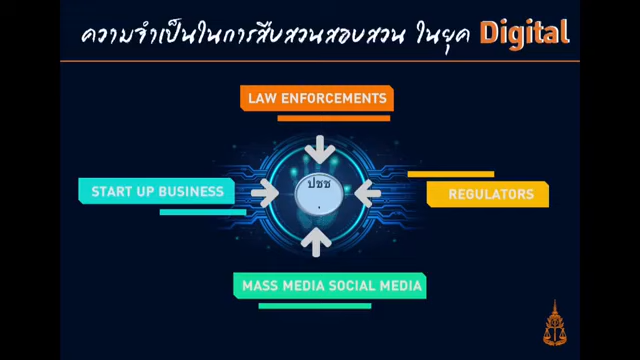 ความจำเป็นในการสืบสวนสอบสวน ในยุค Digital
LAW ENFORCEMENTS
START UP BUSINESS
ปชช
.
REGULATORS
MASS MEDIA SOCIAL MEDIA